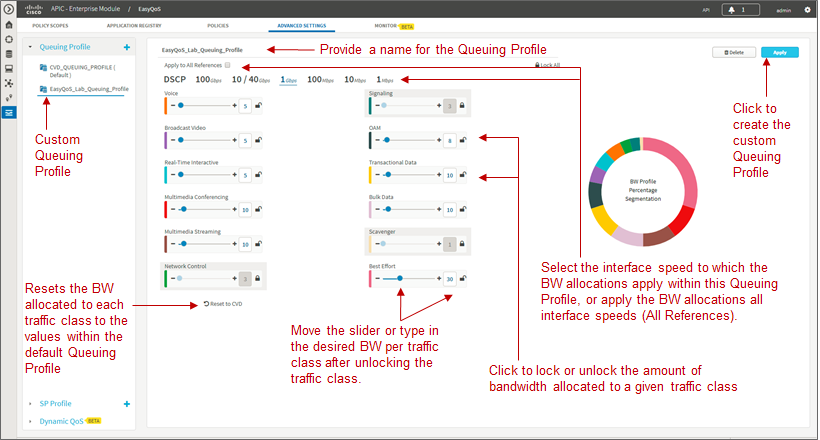 CISCO APIC - Enterprise Module / EasyQoS API 1 admin
POLICY SCOPES APPLICATION REGISTRY POLICIES ADVANCED SETTINGS MONITOR BETA
Queuing Profile +
CVD_QUEUING_PROFILE (
Default )
EasyQoS_Lab_Queuing_Profile
Custom
Queuing
Profile
Resets the BW
allocated to each
traffic class to the
values within the
default Queuing
Profile
SP Profile +
Dynamic QoS BETA
EasyQoS_Lab_Queuing_Profile
Provide a name for the Queuing Profile
Delete
Apply
Apply to All References
Lock All
DSCP 100Gbps 10 / 40Gbps 1Gbps 100Mbps 10Mbps 1Mbps
Voice
5
Signaling
3
Broadcast Video
5
OAM
8
Real-Time Interactive
5
Transactional Data
10
Multimedia Conferencing
10
Bulk Data
10
Multimedia Streaming
10
Scavenger
1
Network Control
3
Best Effort
30
Reset to CVD
BW Profile
Percentage
Segmentation
Click to
create the
custom
Queuing
Profile
Select the interface speed to which the
BW allocations apply within this Queuing
Profile, or apply the BW allocations all
interface speeds (All References).
Move the slider or type in
the desired BW per traffic
class after unlocking the
traffic class.
Click to lock or unlock the amount of
bandwidth allocated to a given traffic class